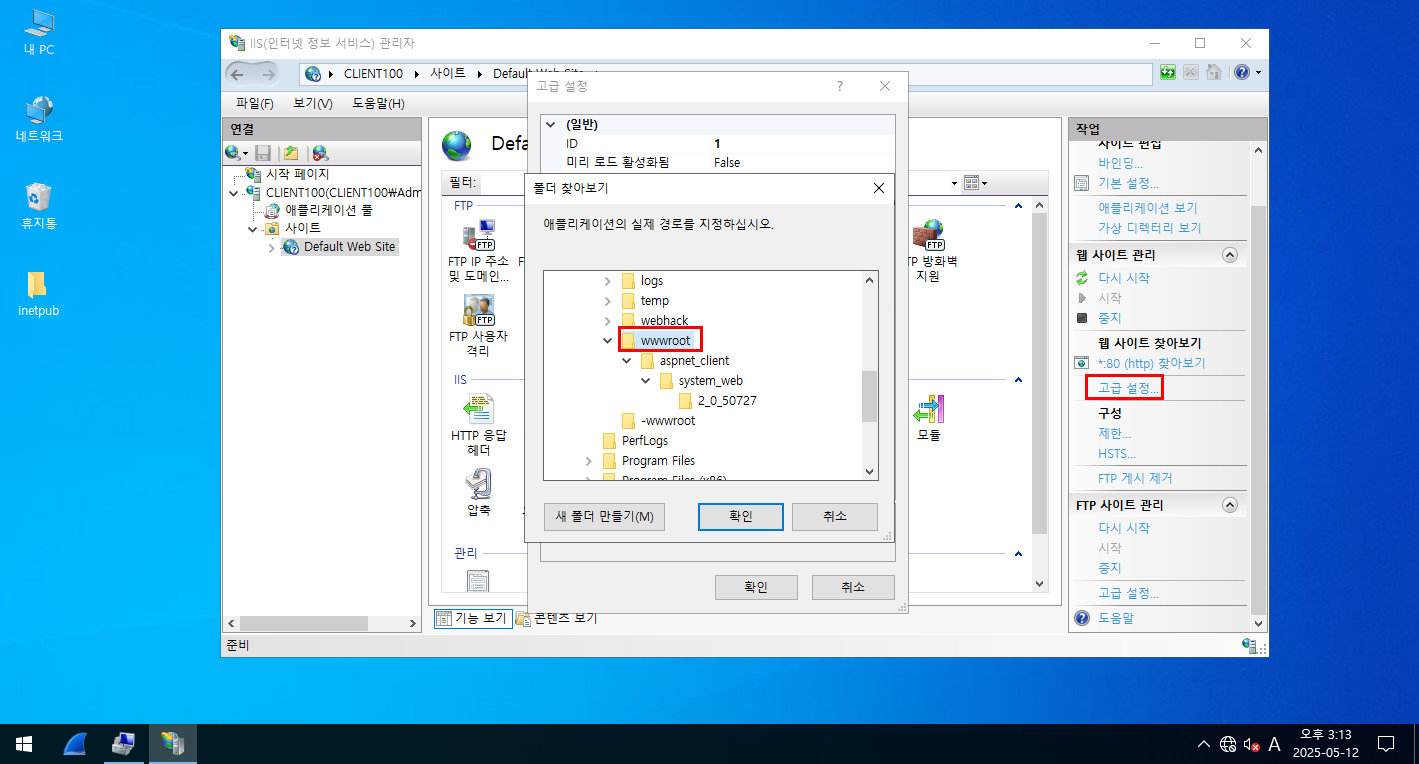 내 PC
네트워크
휴지통
inetpub
IIS(인터넷 정보 서비스) 관리자
CLIENT100
사이트
파일(F)
보기(V)
도움말(H)
연결
시작 페이지
CLIENT100(CLIENT100₩Adm
애플리케이션 풀
사이트
Default Web Site
Defa
필터:
FTP
FTP IP 주소
및 도메인...
FTP 사용자
격리
FTP 방화벽
지원
IIS
HTTP 응답
헤더
압축
모듈
관리
기능 보기
콘텐츠 보기
준비
고급 설정
?
(일반)
ID
1
미리 로드 활성화됨
False
폴더 찾아보기
애플리케이션의 실제 경로를 지정하십시오.
logs
temp
webhack
wwwroot
aspnet_client
system_web
2_0_50727
-wwwroot
PerfLogs
Program Files
Program Files (x86)
새 폴더 만들기(M)
확인
취소
확인
취소
작업
사이트 편집
바인딩...
기본 설정...
애플리케이션 보기
가상 디렉터리 보기
웹 사이트 관리
다시 시작
시작
중지
웹 사이트 찾아보기
*:80 (http) 찾아보기
고급 설정...
구성
제한...
HSTS...
FTP 게시 제거
FTP 사이트 관리
다시 시작
시작
중지
고급 설정...
도움말
A
오후 3:13
2025-05-12